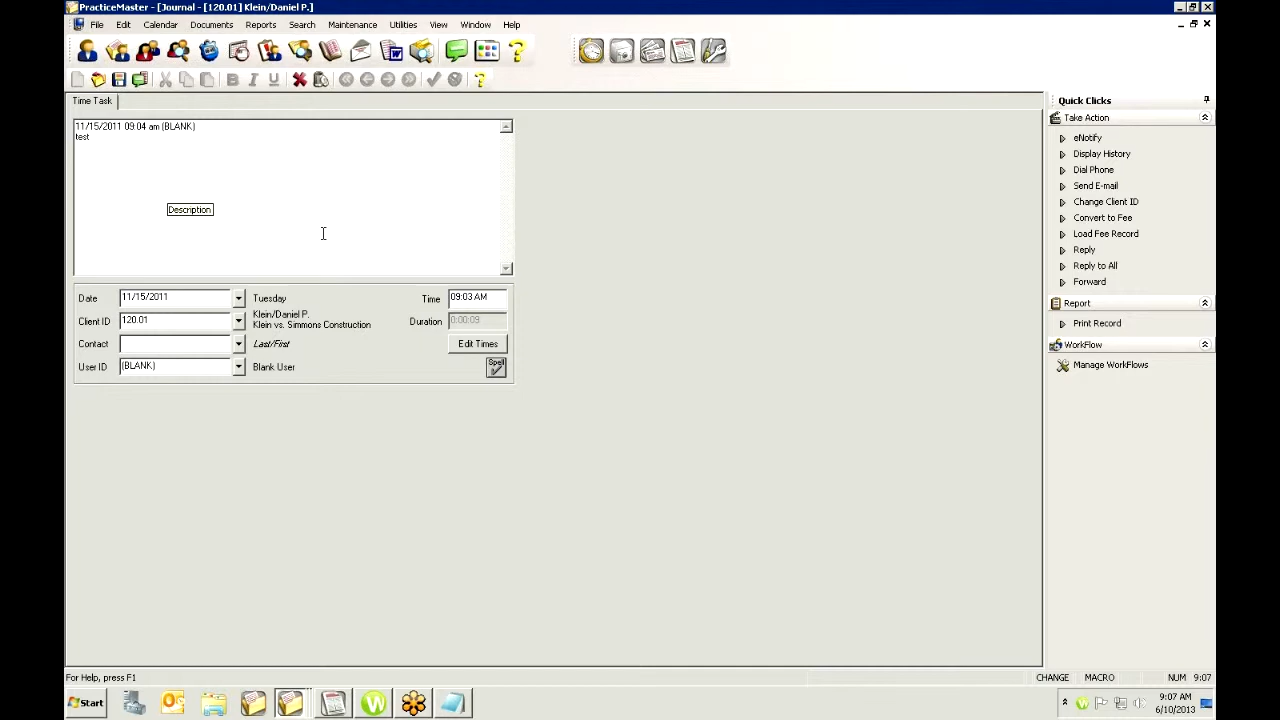 PracticeMaster - [Journal - [120.01] Klein/Daniel P.]
File Edit Calendar Documents Reports Search Maintenance Utilities View Window Help
Time Task
11/15/2011 09:04 am (BLANK)
test
Description
Date 11/15/2011 Tuesday Time 09:03 AM
Client ID 120.01 Klein/Daniel P.
Klein vs. Simmons Construction Duration 0:00:09
Contact Last/First Edit Times
User ID (BLANK) Blank User Spell
Quick Clicks
Take Action
eNotify
Display History
Dial Phone
Send E-mail
Change Client ID
Convert to Fee
Load Fee Record
Reply
Reply to All
Forward
Report
Print Record
WorkFlow
Manage WorkFlows
For Help, press F1 CHANGE MACRO NUM 9:07
Start
9:07 AM
6/10/2013